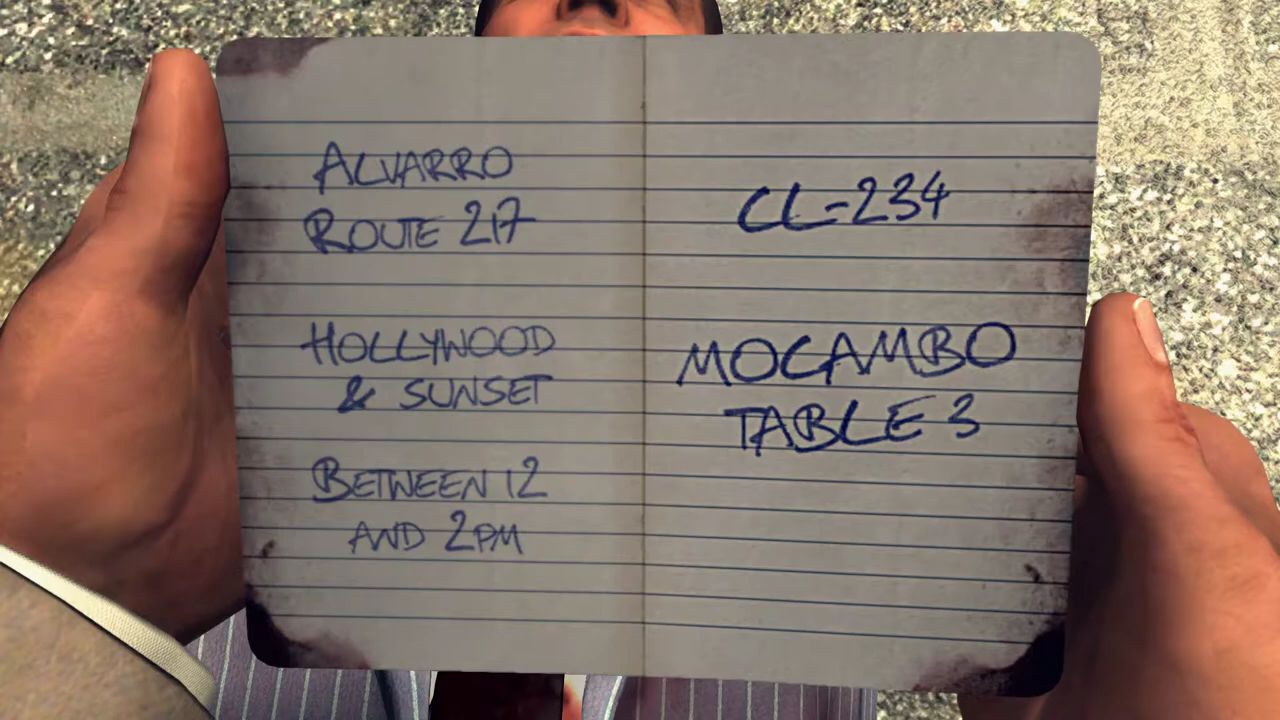 ALVARRO
ROUTE 217
HOLLYWOOD
& SUNSET
BETWEEN 12
AND 2PM
CL-234
MOCAMBO
TABLE 3